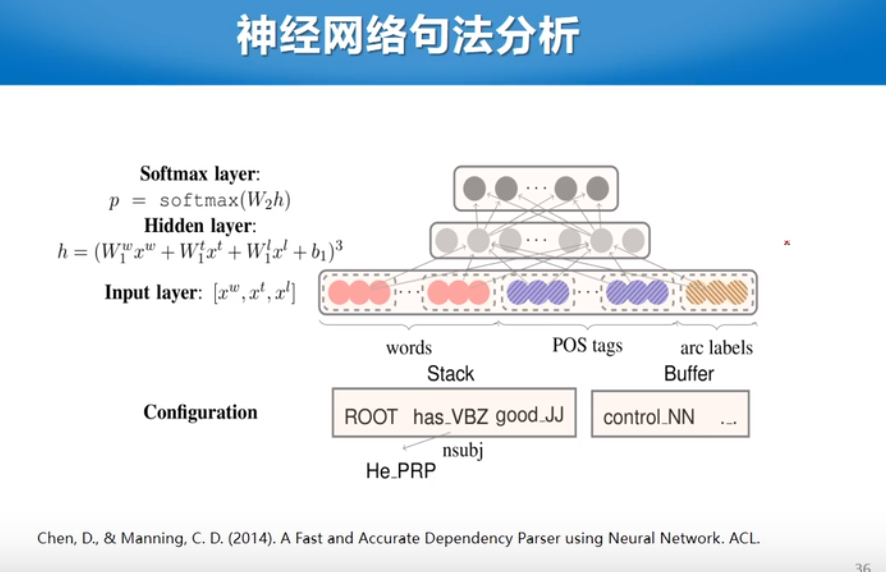 神经网络句法分析
Softmax layer:
p = softmax(W₂h)
Hidden layer:
h = (W₁ʷxʷ + W₁ᵗxᵗ + W₁ˡxˡ + b₁)³
Input layer: [xʷ, xᵗ, xˡ]
words POS tags arc labels
Stack Buffer
Configuration ROOT has_VBZ good_JJ control_NN ...
nsubj
He_PRP
Chen, D., & Manning, C. D. (2014). A Fast and Accurate Dependency Parser using Neural Network. ACL.
36